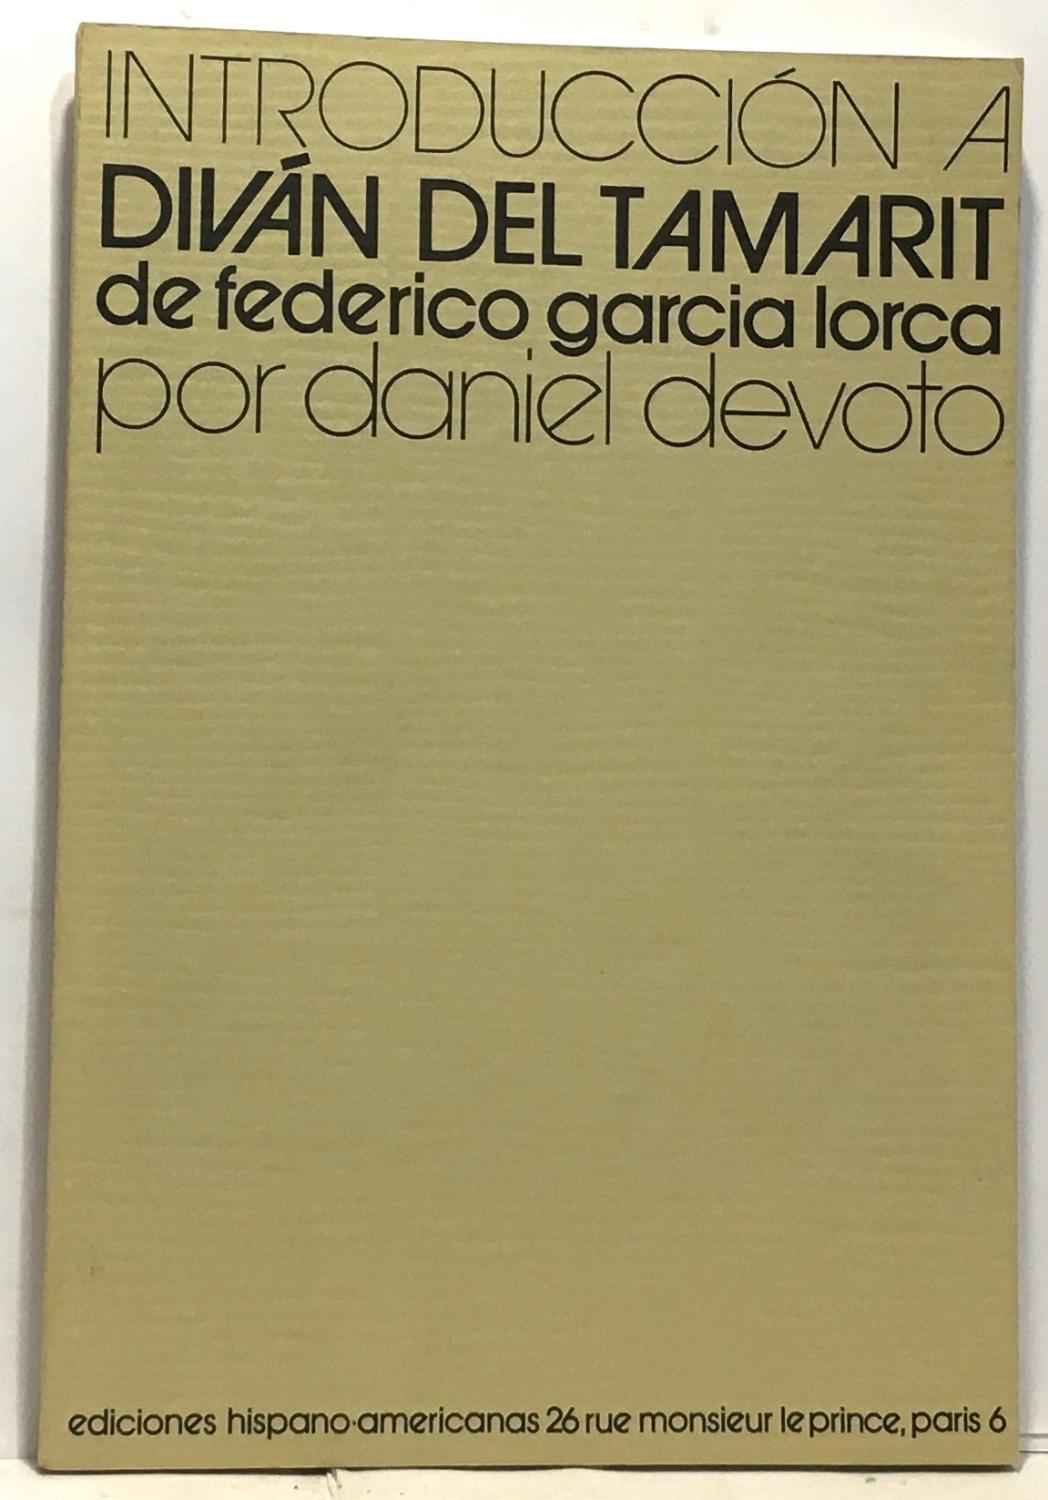 INTRODUCCIÓN A
DIVÁN DEL TAMARIT
de federico garcia lorca
por daniel devoto
ediciones hispano-americanas 26 rue monsieur le prince, paris 6